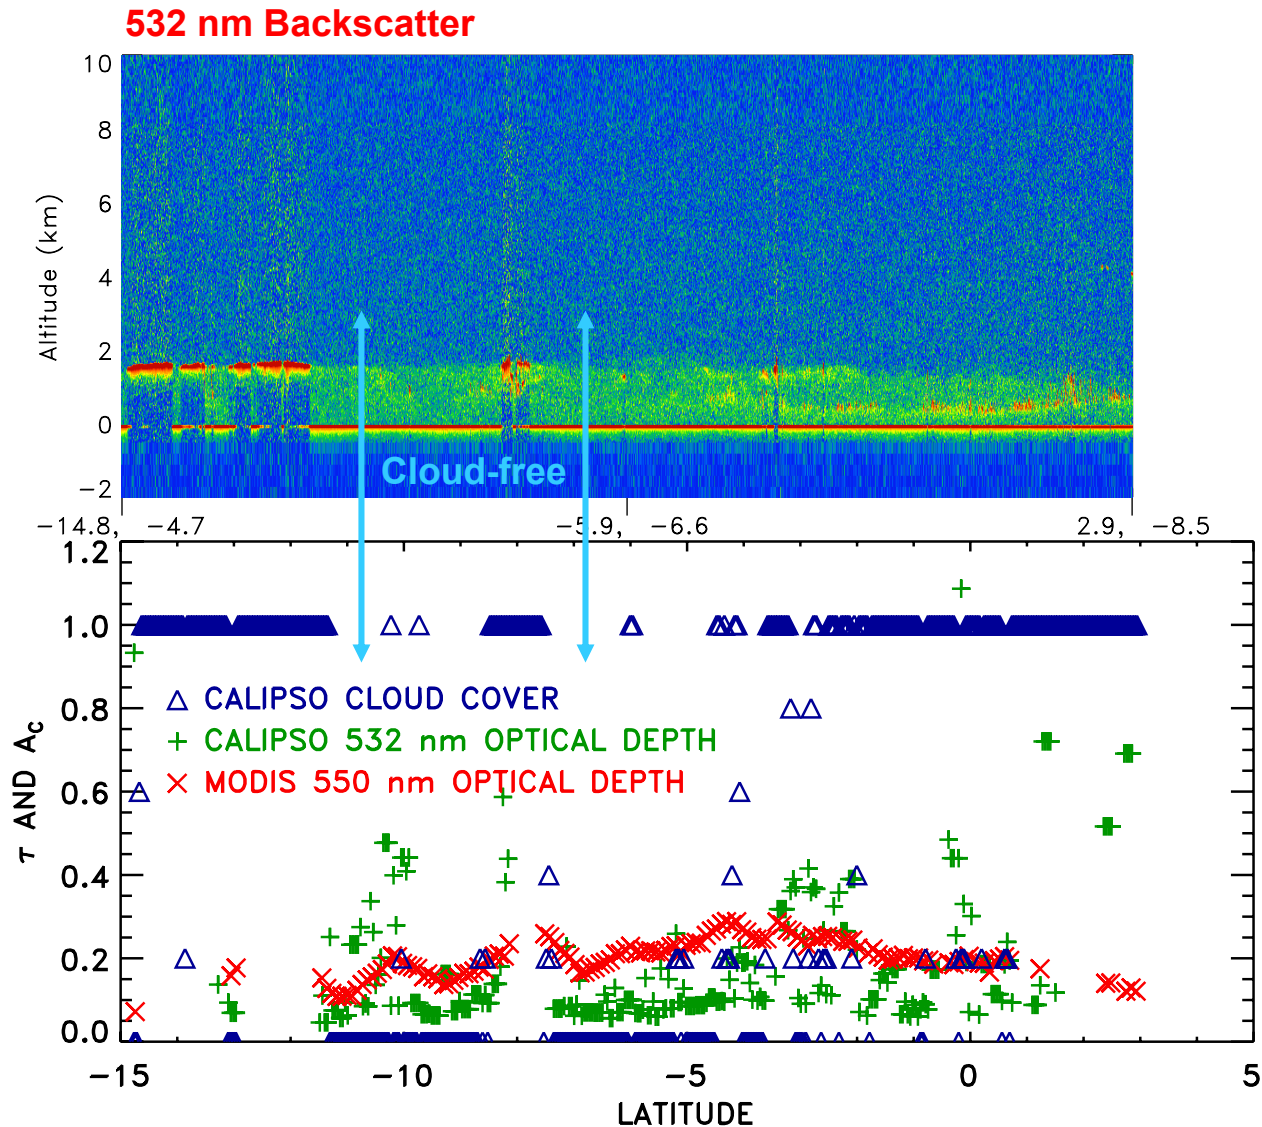 532 nm Backscatter
10
8
6
4
2
0
−2
Altitude (km)
Cloud-free
−14.8, −4.7
−5.9, −6.6
2.9, −8.5
1.2
1.0
0.8
0.6
0.4
0.2
0.0
τ AND AC
CALIPSO CLOUD COVER
CALIPSO 532 nm OPTICAL DEPTH
MODIS 550 nm OPTICAL DEPTH
−15 −10 −5 0 5
LATITUDE